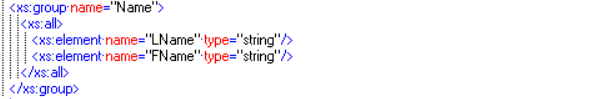 <xs:group name="Name">
<xs:all>
<xs:element name="LName" type="string"/>
<xs:element name="FName" type="string"/>
</xs:all>
</xs:group>